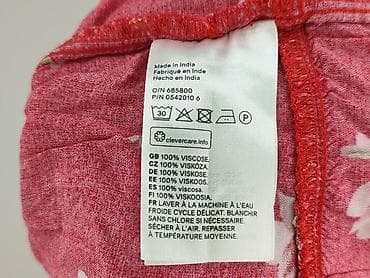 Made in India
Fabriqué en Inde
Hecho en India
O/N 685800
P/N 0542010 6
30
P
clevercare.info
GB 100% VISCOSE,
CZ 100% VISKÓZA,
DE 100% VISKOSE,
EE 100% VISKOOS,
ES 100% viscosa.
FI 100% VISKOOSIA
FR LAVER À LA MACHINE À L'EAU
FROIDE CYCLE DÉLICAT. BLANCHIR
SANS CHLORE SI NÉCESSAIRE.
SÉCHER À L'AIR. REPASSER
À TEMPÉRATURE MOYENNE.